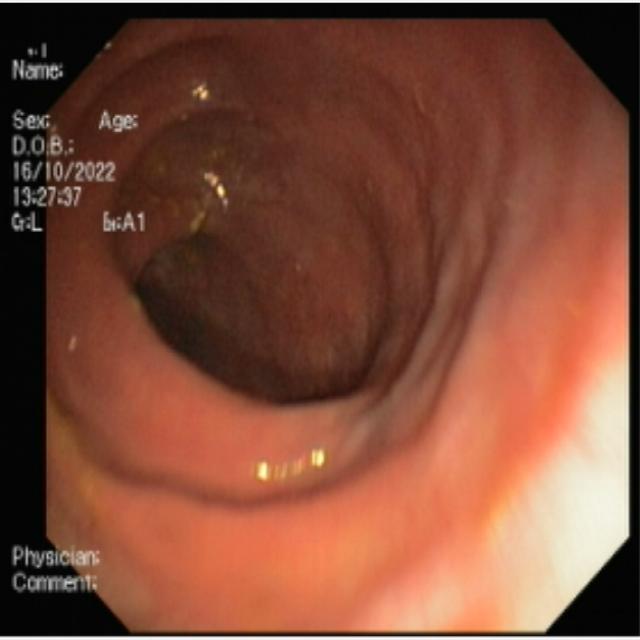 Name:
Sex: Age:
D.O.B.:
16/10/2022
13:27:37
Physician:
Comment: